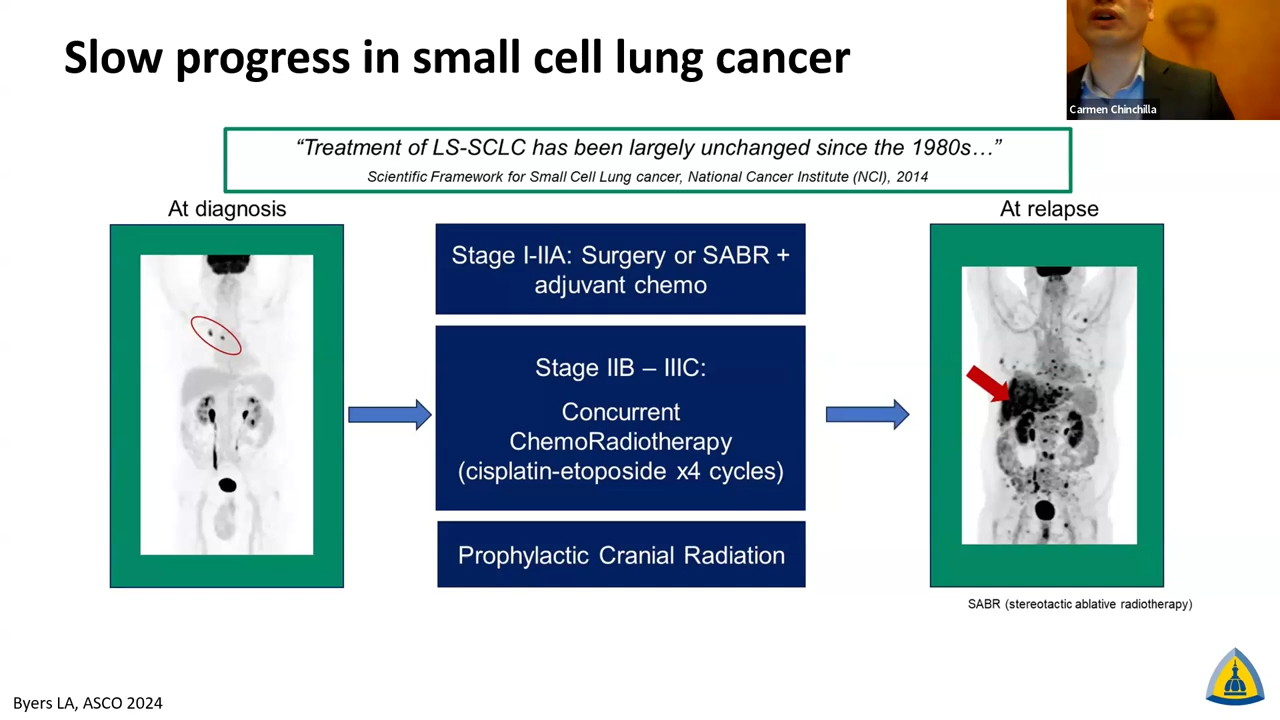 Slow progress in small cell lung cancer
Carmen Chinchilla
“Treatment of LS-SCLC has been largely unchanged since the 1980s…”
Scientific Framework for Small Cell Lung cancer, National Cancer Institute (NCI), 2014
At diagnosis
At relapse
Stage I-IIA: Surgery or SABR +
adjuvant chemo
Stage IIB – IIIC:
Concurrent
ChemoRadiotherapy
(cisplatin-etoposide x4 cycles)
Prophylactic Cranial Radiation
SABR (stereotactic ablative radiotherapy)
Byers LA, ASCO 2024